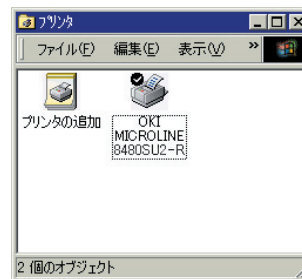 プリンタ
ファイル(F) 編集(E) 表示(V) »
プリンタの追加
OKI
MICROLINE
8480SU2-R
2 個のオブジェクト